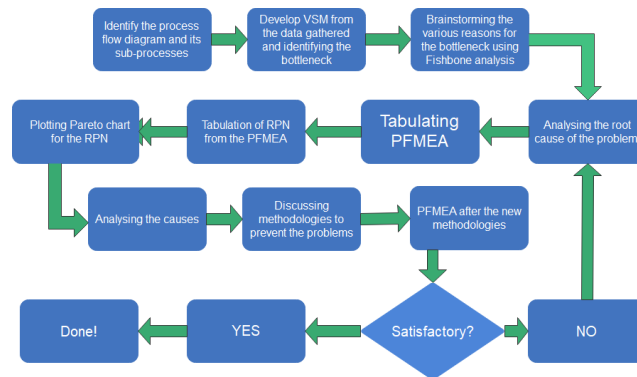 Identify the process
flow diagram and its
sub-processes
Develop VSM from
the data gathered
and identifying the
bottleneck
Brainstorming the
various reasons for
the bottleneck using
Fishbone analysis
Plotting Pareto chart
for the RPN
Tabulation of RPN
from the PFMEA
Tabulating
PFMEA
Analysing the root
cause of the problem
Analysing the causes
Discussing
methodologies to
prevent the problems
PFMEA after the new
methodologies
Done!
YES
Satisfactory?
NO